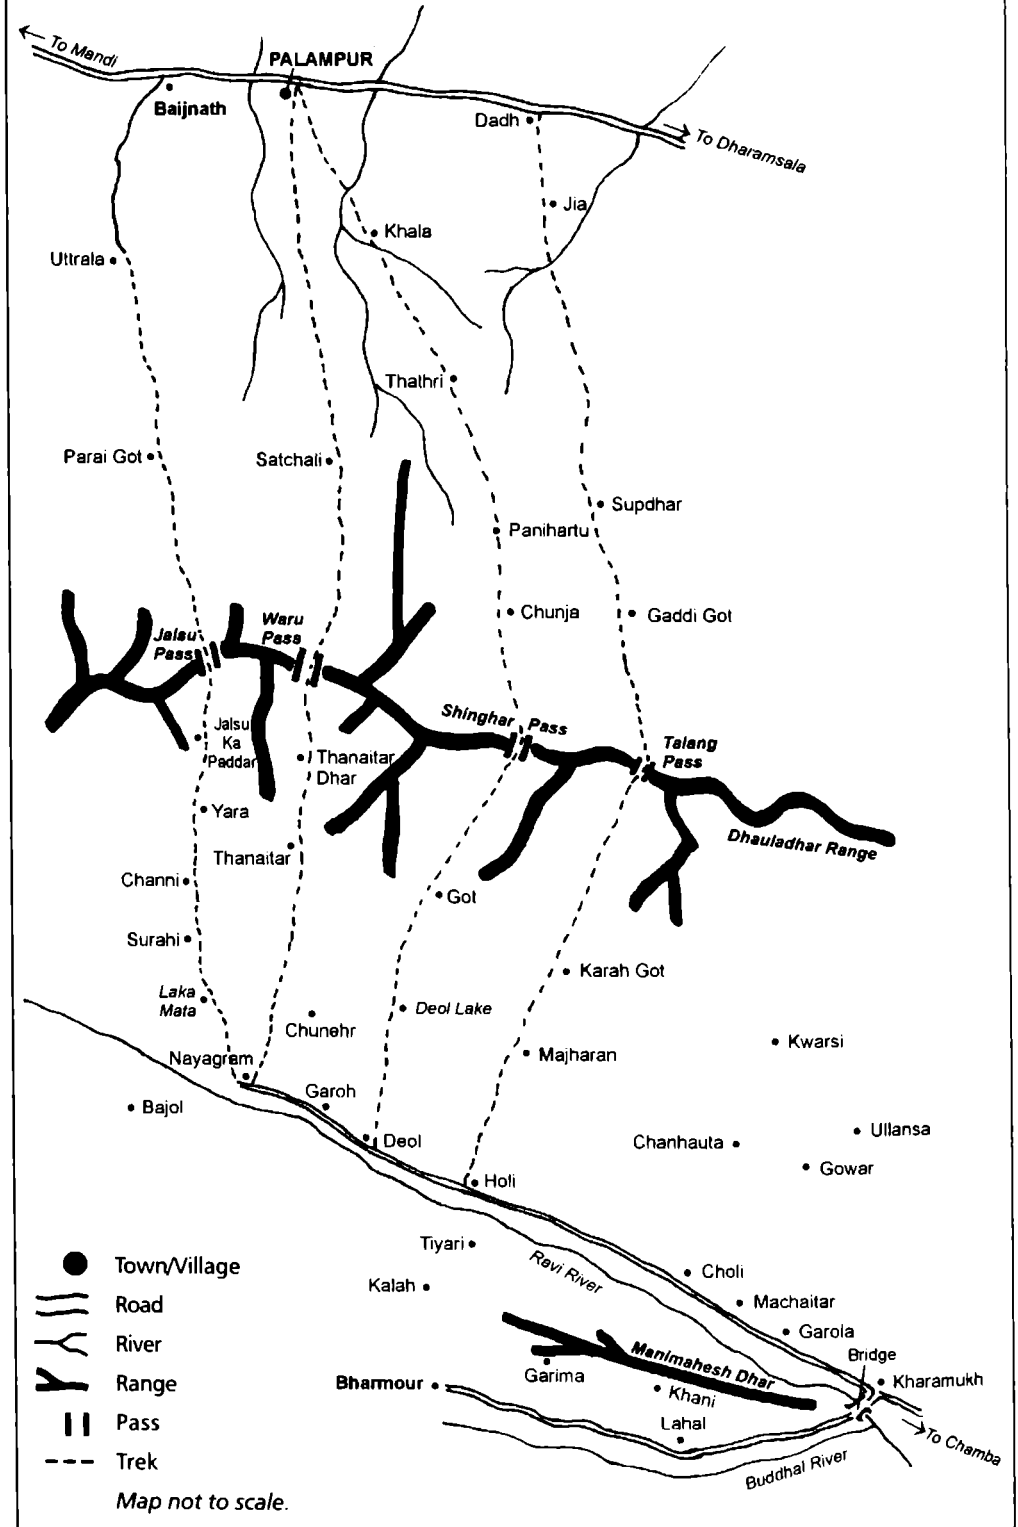 To Mandi
PALAMPUR
Baijnath
Dadh
To Dharamsala
Jia
Khala
Uttrala
Thathri
Parai Got
Satchali
Supdhar
Panihartu
Chunja
Gaddi Got
Waru
Pass
Jalsu
Pass
Shinghar Pass
Talang
Pass
Jalsu
Ka
Paddar
Thanaitar
Dhar
Yara
Dhauladhar Range
Thanaitar
Channi
Got
Surahi
Karah Got
Laka
Mata
Deol Lake
Chunehr
Kwarsi
Nayagram
Majharan
Garoh
Bajol
Ullansa
Deol
Chanhauta
Gowar
Holi
Tiyari
Ravi River
Choli
Kalah
Machaitar
Garola
Manimahesh Dhar
Bridge
Garima
Kharamukh
Bharmour
Khani
Lahal
To Chamba
Buddhal River
Town/Village
Road
River
Range
Pass
Trek
Map not to scale.